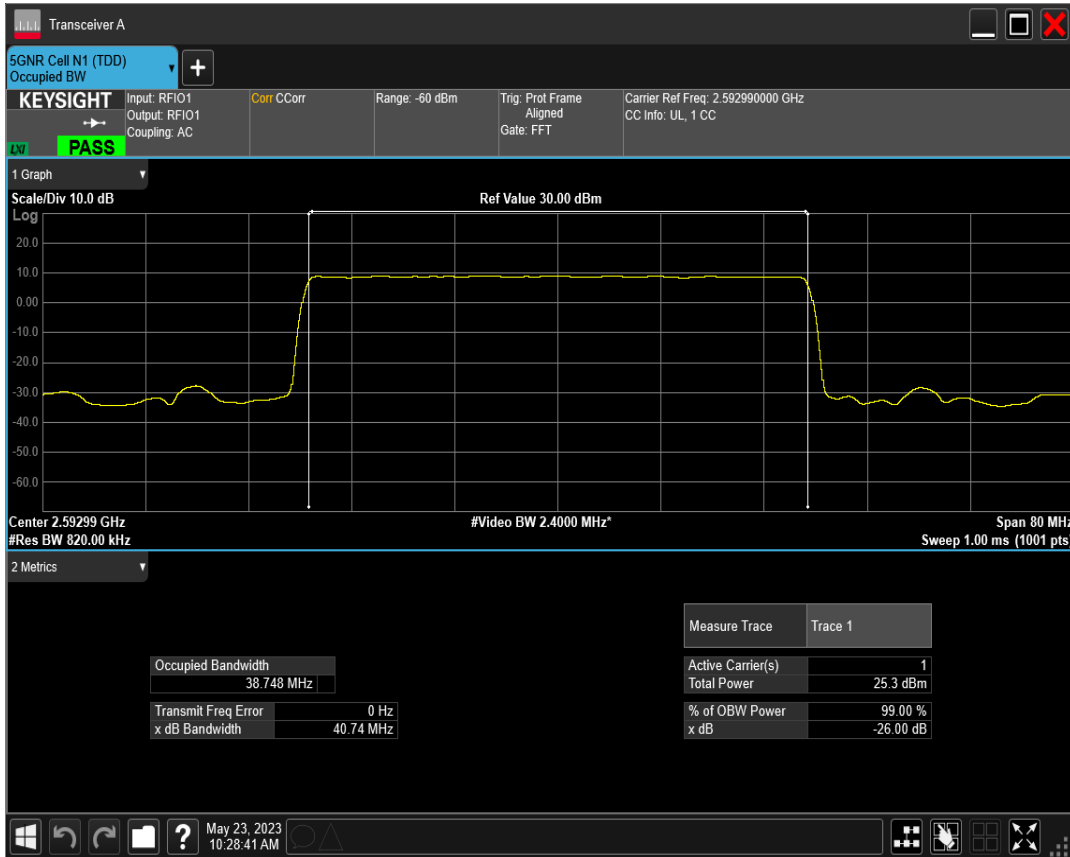 Transceiver A
5GNR Cell N1 (TDD)
Occupied BW
+
KEYSIGHT
LXI
PASS
Input: RFIO1
Output: RFIO1
Coupling: AC
Corr CCorr
Range: -60 dBm
Trig: Prot Frame
Aligned
Gate: FFT
Carrier Ref Freq: 2.592990000 GHz
CC Info: UL, 1 CC
1 Graph
Scale/Div 10.0 dB
Ref Value 30.00 dBm
Log
20.0
10.0
0.00
-10.0
-20.0
-30.0
-40.0
-50.0
-60.0
Center 2.59299 GHz
#Video BW 2.4000 MHz*
Span 80 MHz
#Res BW 820.00 kHz
Sweep 1.00 ms (1001 pts)
2 Metrics
Measure Trace Trace 1
Occupied Bandwidth
38.748 MHz
Active Carrier(s) 1
Total Power 25.3 dBm
Transmit Freq Error 0 Hz
x dB Bandwidth 40.74 MHz
% of OBW Power 99.00 %
x dB -26.00 dB
?
May 23, 2023
10:28:41 AM